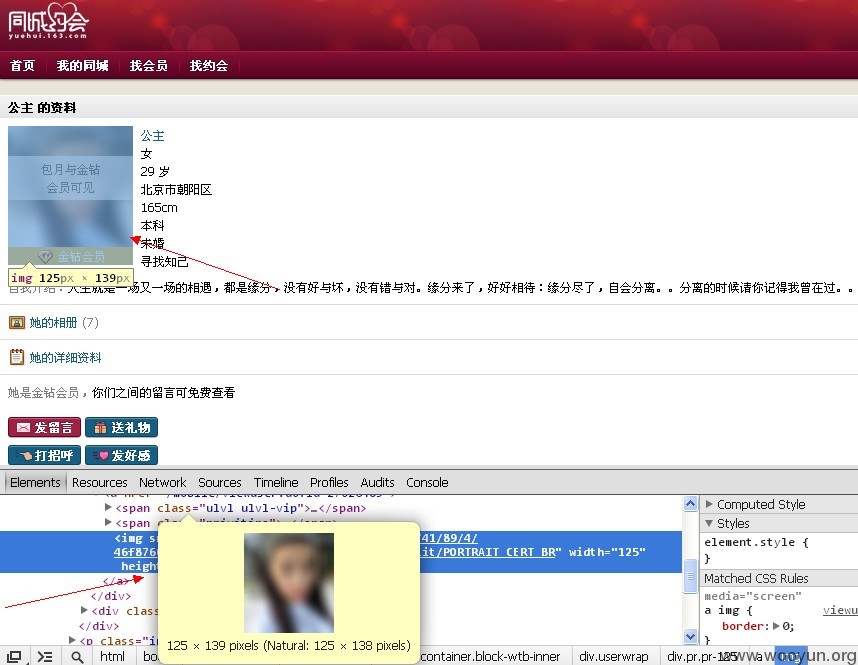 同城约会
yuehui.163.com
首页 我的同城 找会员 找约会
公主 的资料
包月与金钻
会员可见
金钻会员
公主
女
29 岁
北京市朝阳区
165cm
本科
未婚
寻找知己
img 125px × 139px
自我介绍：人生就是一场又一场的相遇，都是缘分，没有好与坏，没有错与对。缘分来了，好好相待：缘分尽了，自会分离。。分离的时候请你记得我曾在过。。
她的相册 (7)
她的详细资料
她是金钻会员，你们之间的留言可免费查看
发留言 送礼物
打招呼 发好感
Elements Resources Network Sources Timeline Profiles Audits Console
<span class="ulvl ulvl-vip">…</span>
<span
</span>
<img
41/89/4/
46f876
it/PORTRAIT_CERT_BR" width="125"
height
</a>
</div>
<div class
</div>
<p class="i
125 × 139 pixels (Natural: 125 × 138 pixels)
Computed Style
Styles
element.style {
}
Matched CSS Rules
media="screen"
a img { viewu
border: 0;
}
html bo container.block-wtb-inner div.userwrap div.pr.pr-125 img
www.wooyun.org